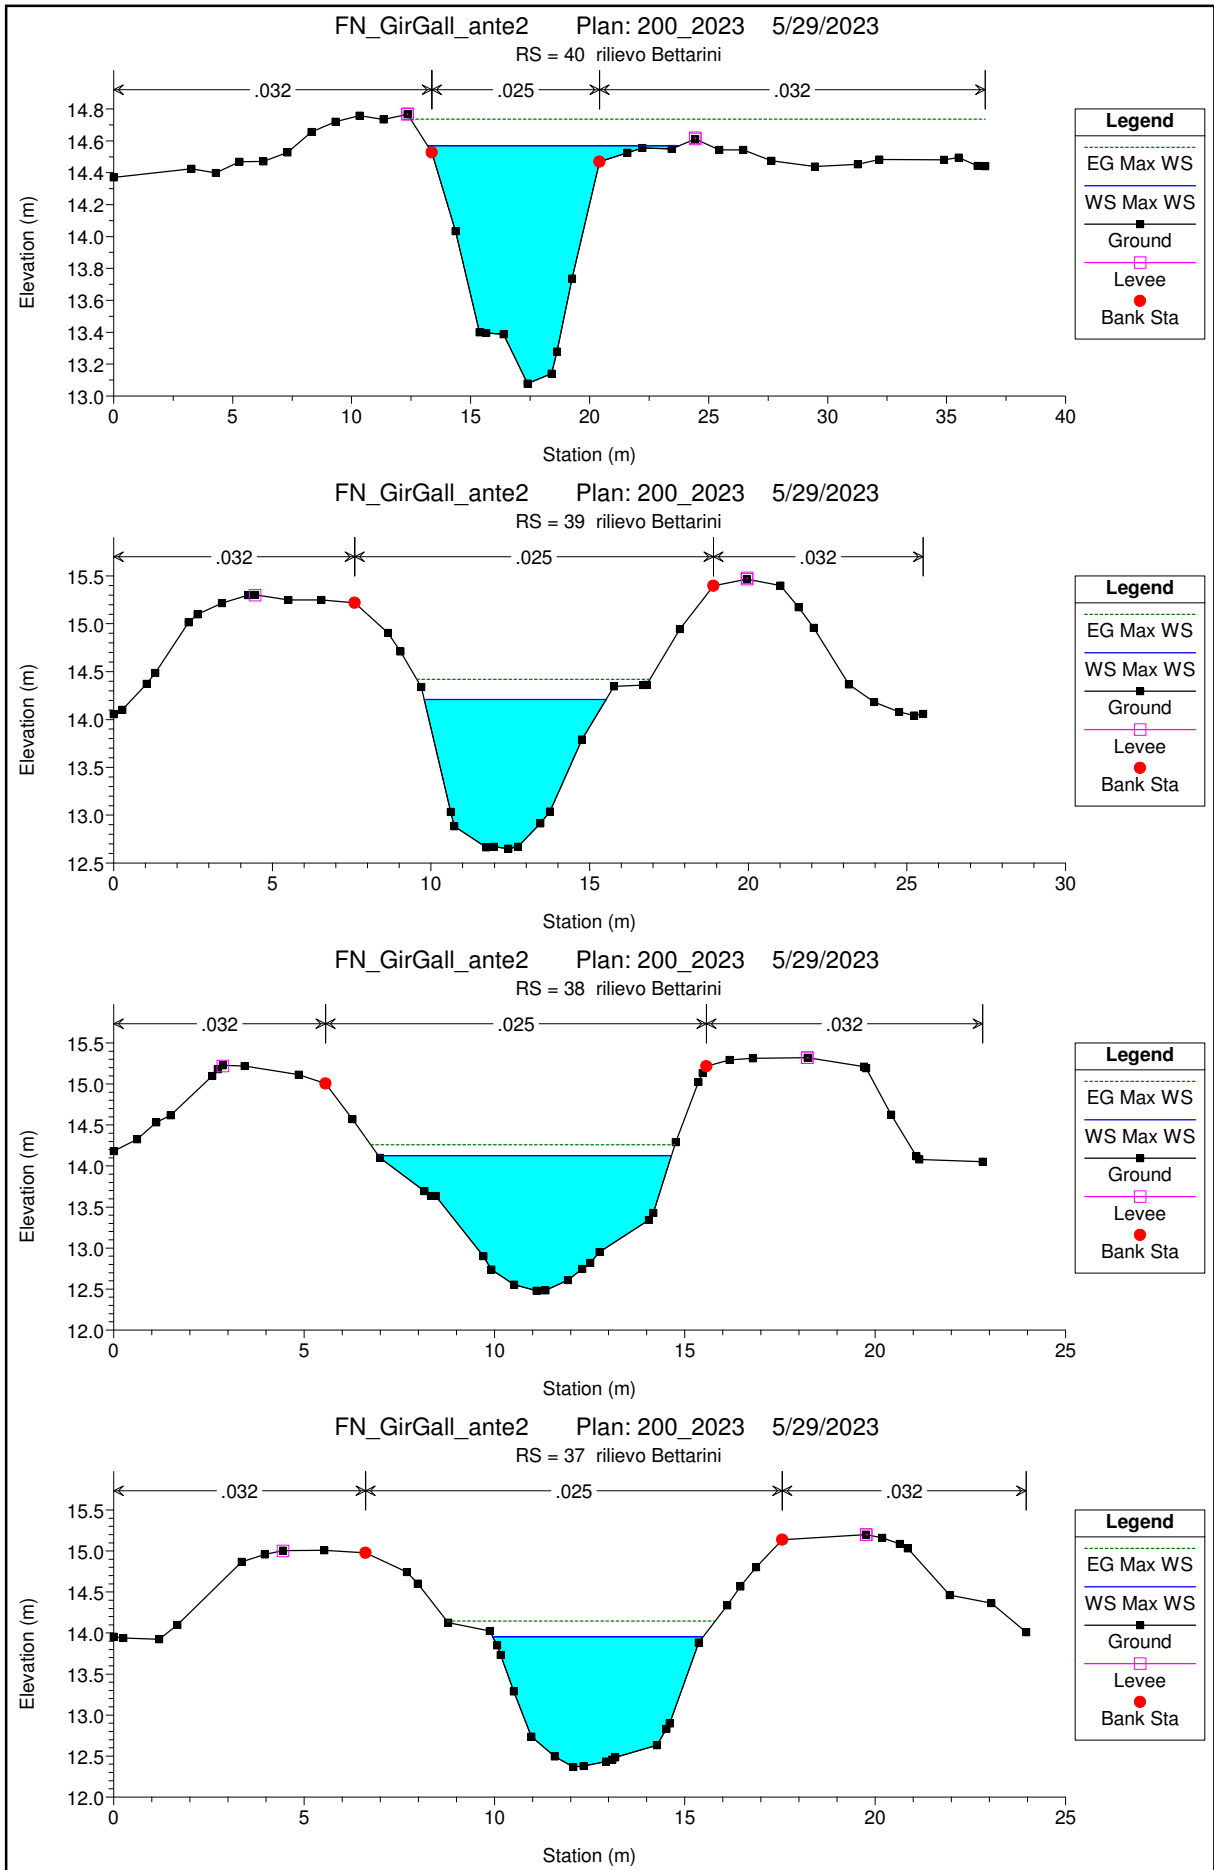 FN_GirGall_ante2 Plan: 200_2023 5/29/2023
RS = 40 rilievo Bettarini
.032 .025 .032
14.8
14.6
14.4
14.2
14.0
13.8
13.6
13.4
13.2
13.0
Elevation (m)
0 5 10 15 20 25 30 35 40
Station (m)
Legend
EG Max WS
WS Max WS
Ground
Levee
Bank Sta
FN_GirGall_ante2 Plan: 200_2023 5/29/2023
RS = 39 rilievo Bettarini
.032 .025 .032
15.5
15.0
14.5
14.0
13.5
13.0
12.5
Elevation (m)
0 5 10 15 20 25 30
Station (m)
Legend
EG Max WS
WS Max WS
Ground
Levee
Bank Sta
FN_GirGall_ante2 Plan: 200_2023 5/29/2023
RS = 38 rilievo Bettarini
.032 .025 .032
15.5
15.0
14.5
14.0
13.5
13.0
12.5
12.0
Elevation (m)
0 5 10 15 20 25
Station (m)
Legend
EG Max WS
WS Max WS
Ground
Levee
Bank Sta
FN_GirGall_ante2 Plan: 200_2023 5/29/2023
RS = 37 rilievo Bettarini
.032 .025 .032
15.5
15.0
14.5
14.0
13.5
13.0
12.5
12.0
Elevation (m)
0 5 10 15 20 25
Station (m)
Legend
EG Max WS
WS Max WS
Ground
Levee
Bank Sta